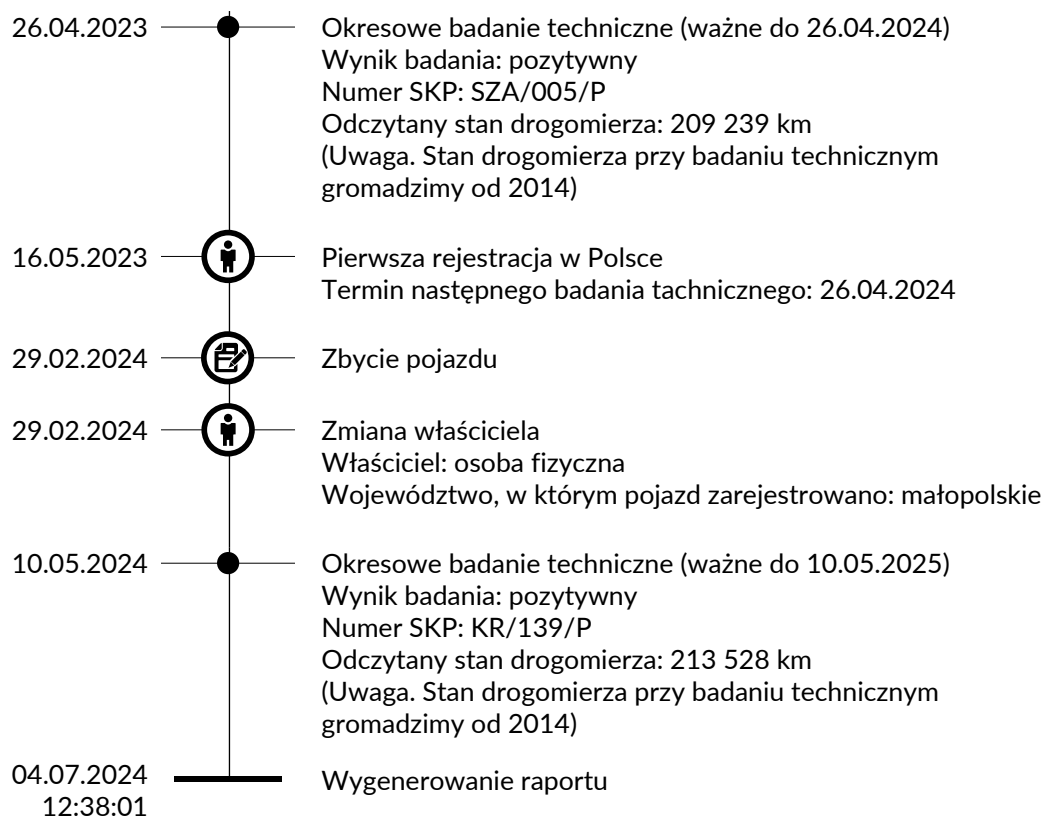 26.04.2023
Okresowe badanie techniczne (ważne do 26.04.2024)
Wynik badania: pozytywny
Numer SKP: SZA/005/P
Odczytany stan drogomierza: 209 239 km
(Uwaga. Stan drogomierza przy badaniu technicznym
gromadzimy od 2014)
16.05.2023
Pierwsza rejestracja w Polsce
Termin następnego badania tachnicznego: 26.04.2024
29.02.2024
Zbycie pojazdu
29.02.2024
Zmiana właściciela
Właściciel: osoba fizyczna
Województwo, w którym pojazd zarejestrowano: małopolskie
10.05.2024
Okresowe badanie techniczne (ważne do 10.05.2025)
Wynik badania: pozytywny
Numer SKP: KR/139/P
Odczytany stan drogomierza: 213 528 km
(Uwaga. Stan drogomierza przy badaniu technicznym
gromadzimy od 2014)
04.07.2024
12:38:01
Wygenerowanie raportu